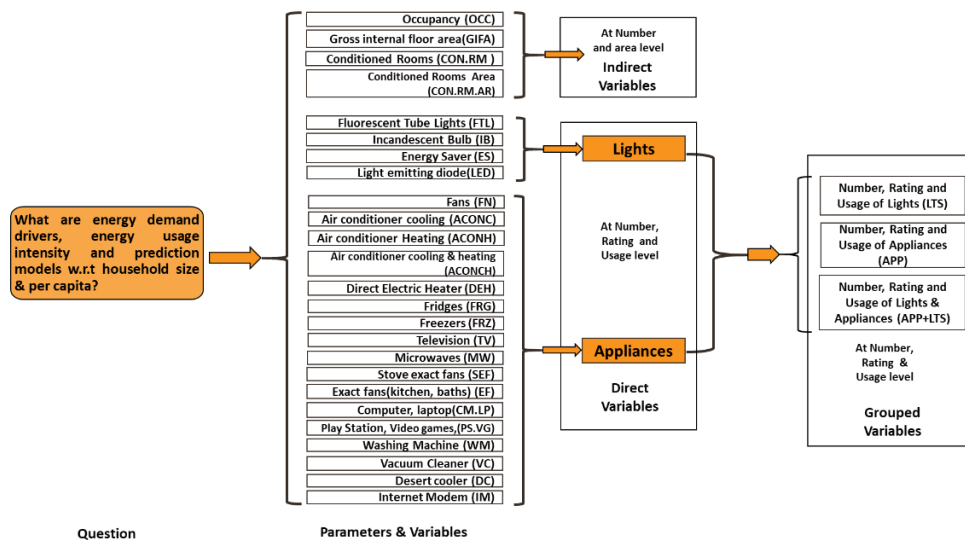 What are energy demand
drivers, energy usage
intensity and prediction
models w.r.t household size
& per capita?
Question
Occupancy (OCC)
Gross internal floor area(GIFA)
Conditioned Rooms (CON.RM )
Conditioned Rooms Area
(CON.RM.AR)
Fluorescent Tube Lights (FTL)
Incandescent Bulb (IB)
Energy Saver (ES)
Light emitting diode(LED)
Fans (FN)
Air conditioner cooling (ACONC)
Air conditioner Heating (ACONH)
Air conditioner cooling & heating
(ACONCH)
Direct Electric Heater (DEH)
Fridges (FRG)
Freezers (FRZ)
Television (TV)
Microwaves (MW)
Stove exact fans (SEF)
Exact fans(kitchen, baths) (EF)
Computer, laptop(CM.LP)
Play Station, Video games,(PS.VG)
Washing Machine (WM)
Vacuum Cleaner (VC)
Desert cooler (DC)
Internet Modem (IM)
Parameters & Variables
At Number
and area level
Indirect
Variables
Lights
At Number,
Rating and
Usage level
Appliances
Direct
Variables
Number, Rating and
Usage of Lights (LTS)
Number, Rating and
Usage of Appliances
(APP)
Number, Rating and
Usage of Lights &
Appliances (APP+LTS)
At Number,
Rating &
Usage level
Grouped
Variables